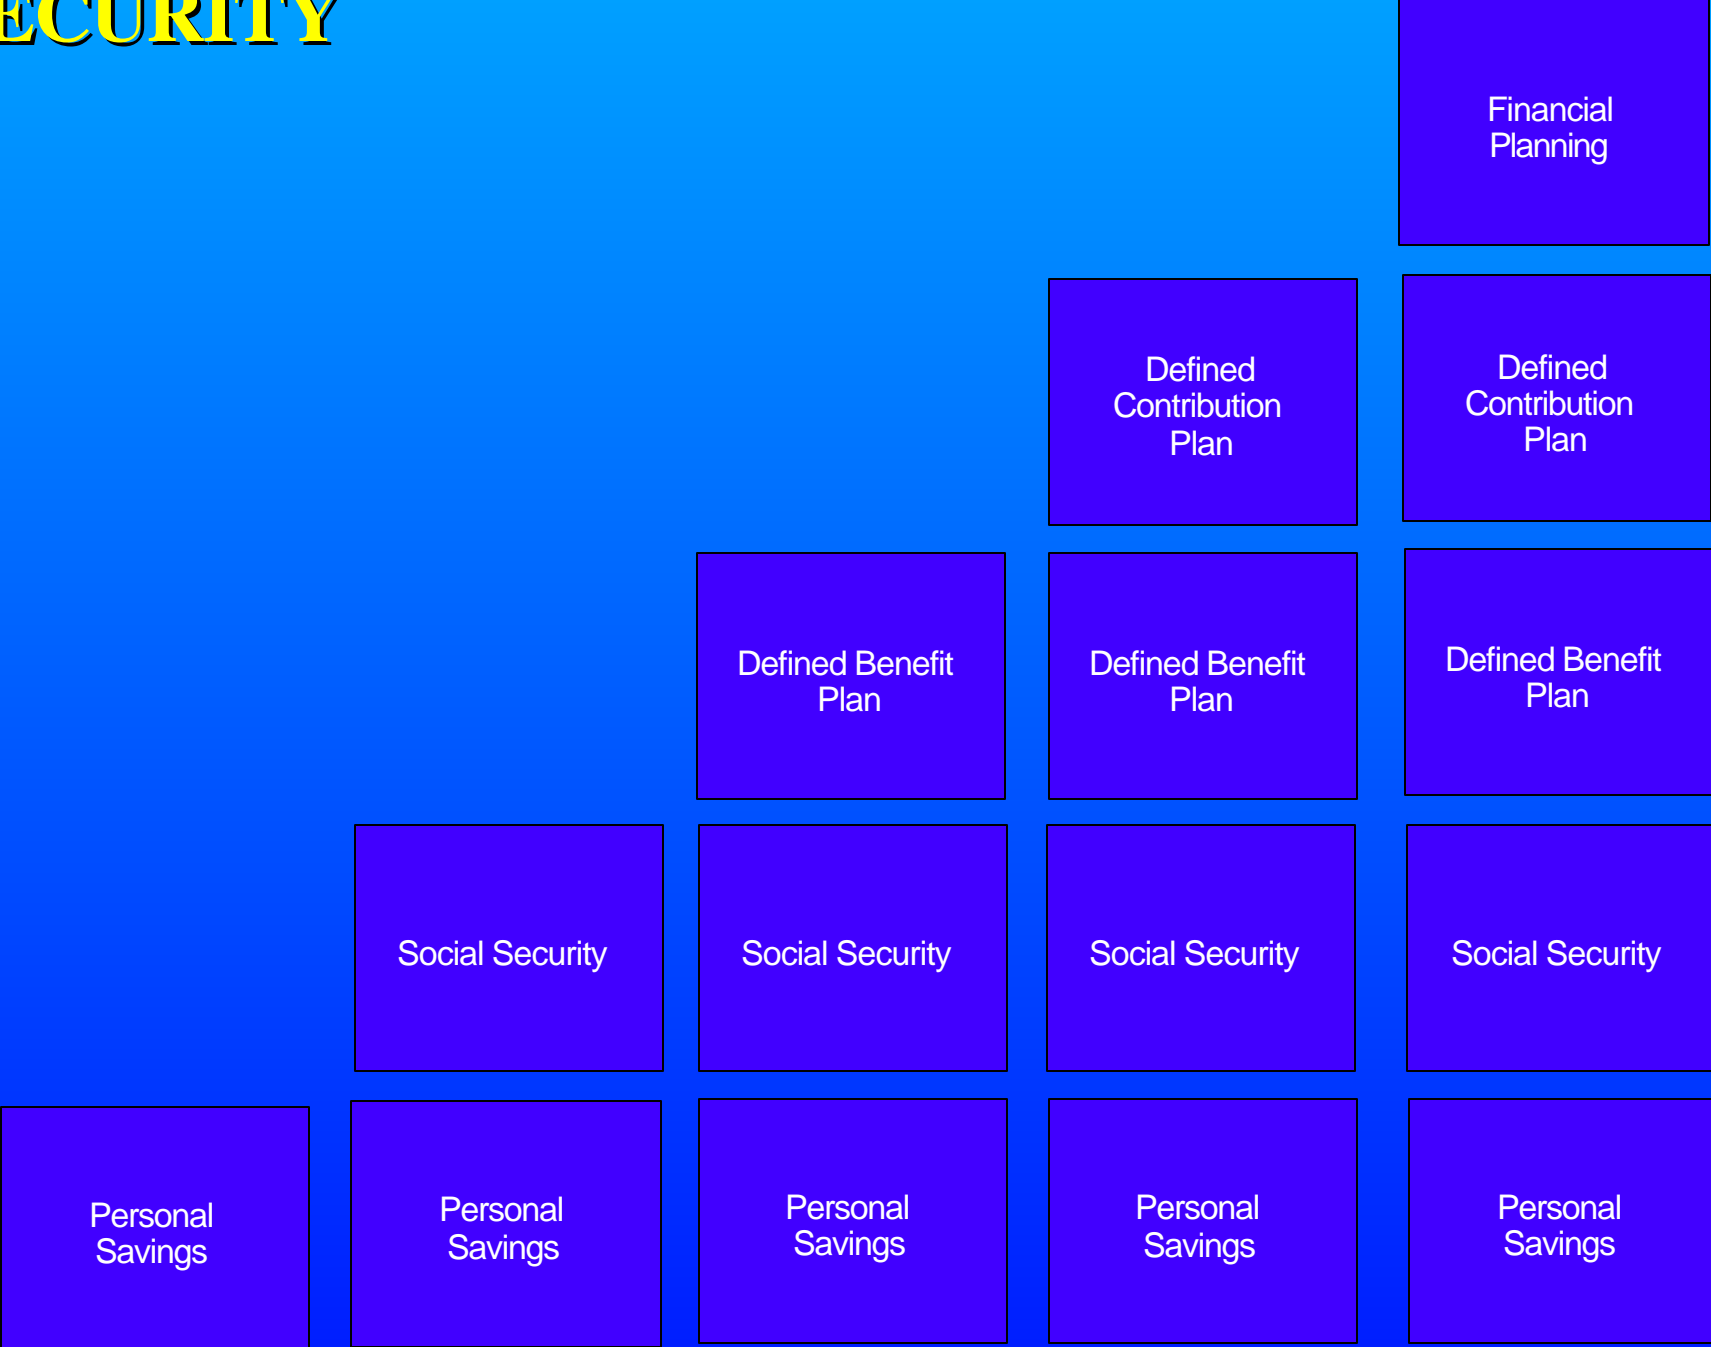 ECURITY
Financial
Planning
Defined
Contribution
Plan
Defined
Contribution
Plan
Defined Benefit
Plan
Defined Benefit
Plan
Defined Benefit
Plan
Social Security
Social Security
Social Security
Social Security
Personal
Savings
Personal
Savings
Personal
Savings
Personal
Savings
Personal
Savings